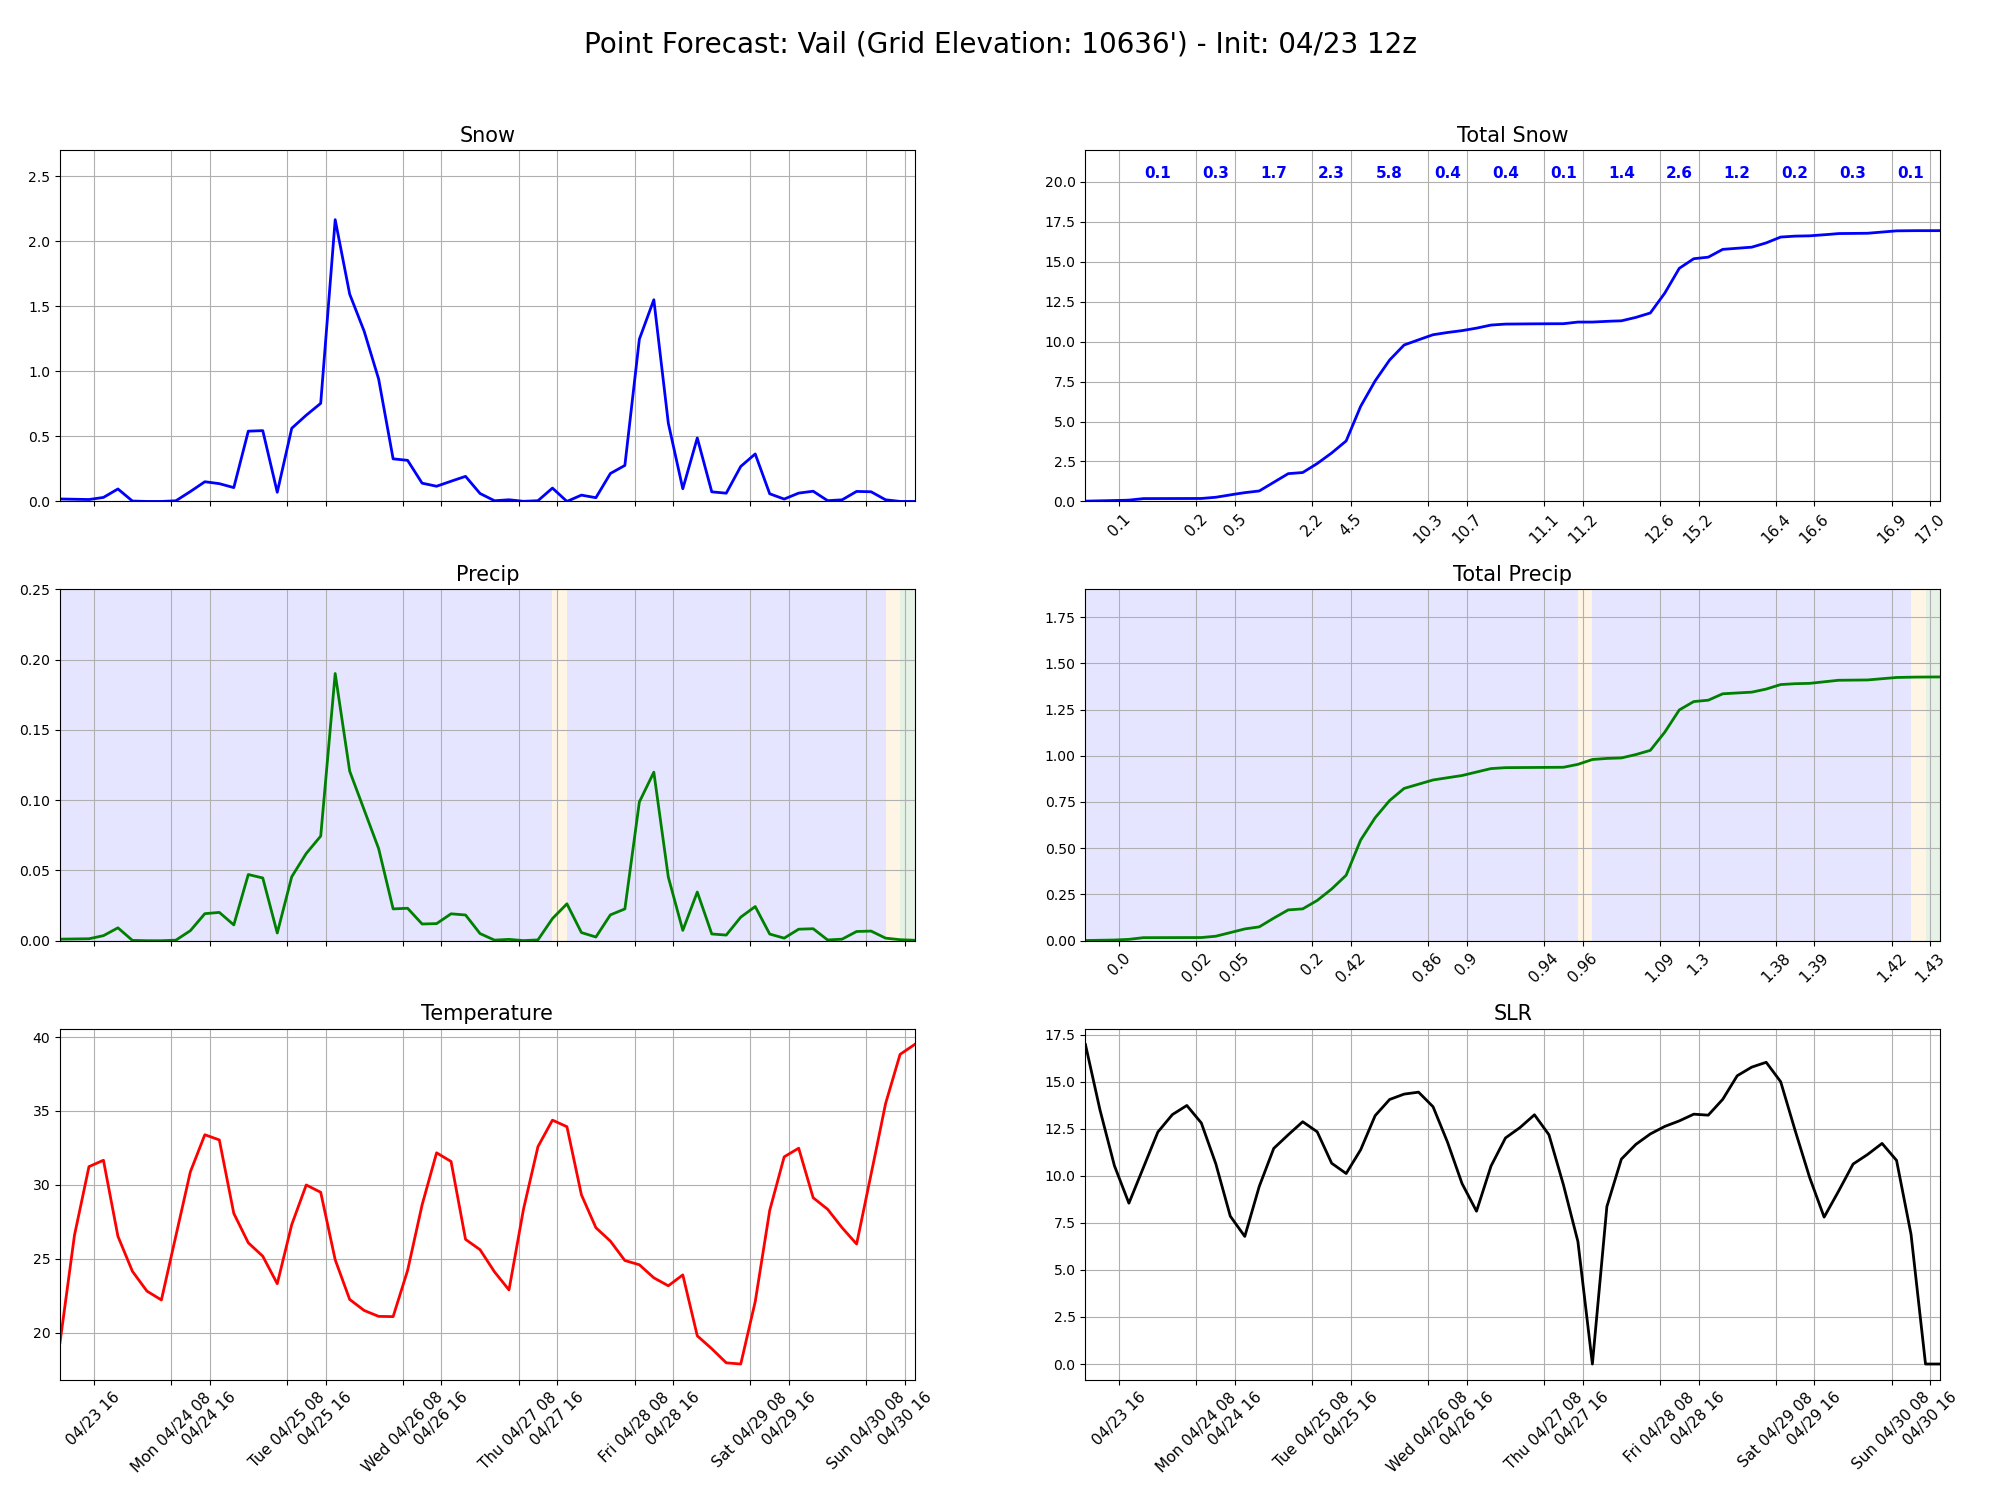 Point Forecast: Vail (Grid Elevation: 10636') - Init: 04/23 12z
Snow
2.5
2.0
1.5
1.0
0.5
0.0
Total Snow
0.1 0.3 1.7 2.3 5.8 0.4 0.4 0.1 1.4 2.6 1.2 0.2 0.3 0.1
20.0
17.5
15.0
12.5
10.0
7.5
5.0
2.5
0.0
0.1 0.2 0.5 2.2 4.5 10.3 10.7 11.1 11.2 12.6 15.2 16.4 16.6 16.9 17.0
Precip
0.25
0.20
0.15
0.10
0.05
0.00
Total Precip
1.75
1.50
1.25
1.00
0.75
0.50
0.25
0.00
0.0 0.02 0.05 0.2 0.42 0.86 0.9 0.94 0.96 1.09 1.3 1.38 1.39 1.42 1.43
Temperature
40
35
30
25
20
04/23 16
Mon 04/24 08
04/24 16
Tue 04/25 08
04/25 16
Wed 04/26 08
04/26 16
Thu 04/27 08
04/27 16
Fri 04/28 08
04/28 16
Sat 04/29 08
04/29 16
Sun 04/30 08
04/30 16
SLR
17.5
15.0
12.5
10.0
7.5
5.0
2.5
0.0
04/23 16
Mon 04/24 08
04/24 16
Tue 04/25 08
04/25 16
Wed 04/26 08
04/26 16
Thu 04/27 08
04/27 16
Fri 04/28 08
04/28 16
Sat 04/29 08
04/29 16
Sun 04/30 08
04/30 16